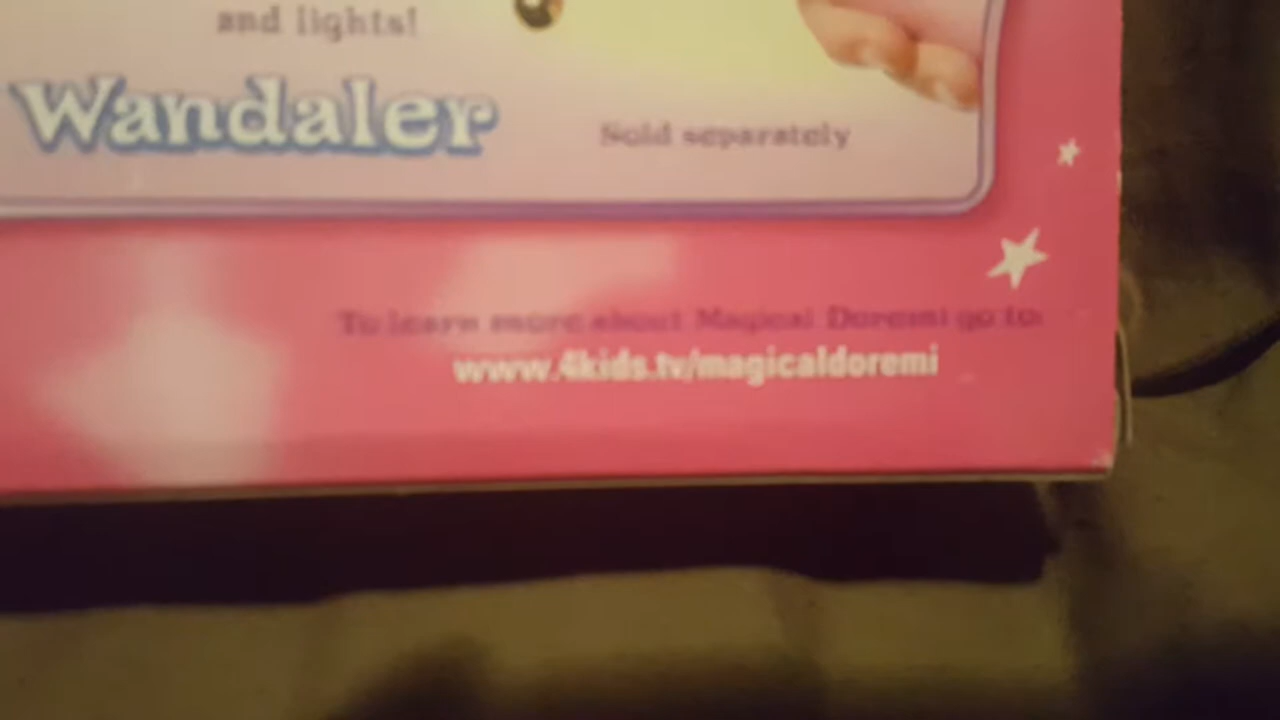 and lights!
Wandaler
Sold separately
To learn more about Magical Doremi go to:
www.4kids.tv/magicaldoremi